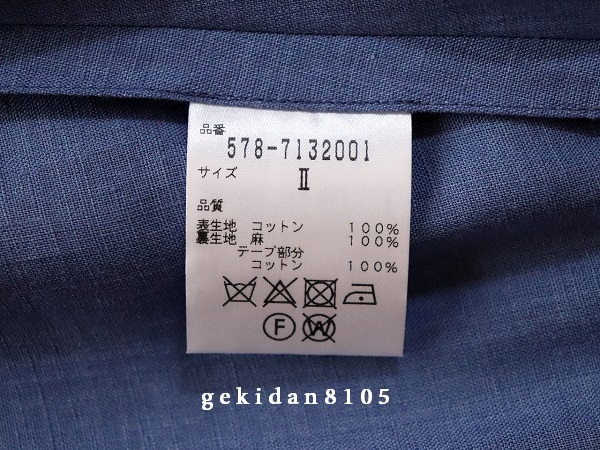 品番
578-7132001
サイズ
Ⅱ
品質
表生地 コットン 100%
裏生地 麻 100%
テープ部分
コットン 100%
F W
gekidan8105